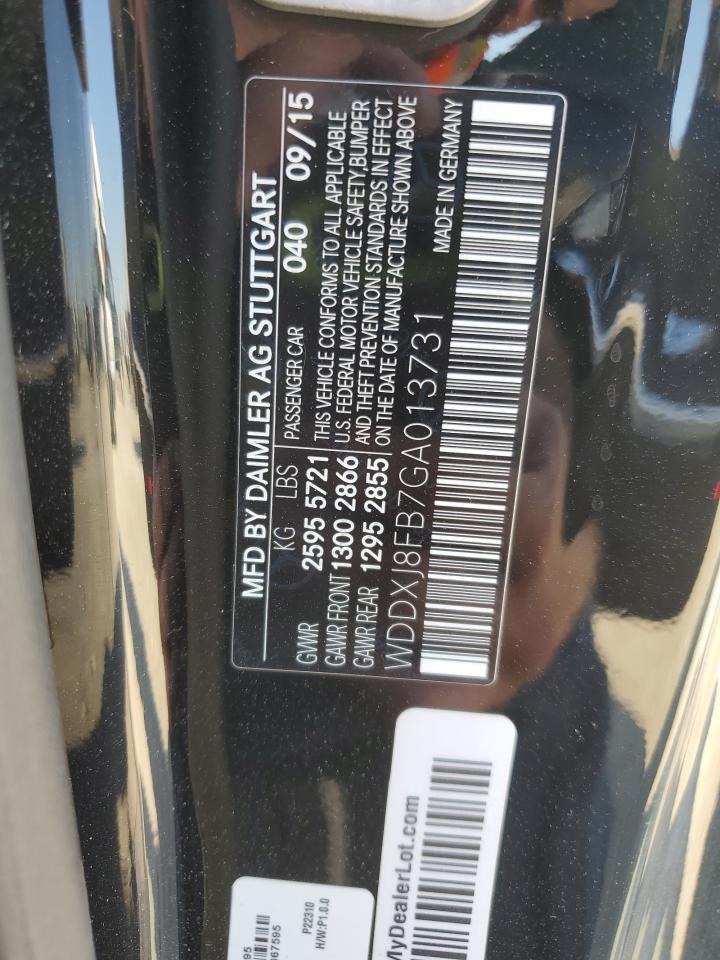 MFD BY DAIMLER AG STUTTGART
KG LBS PASSENGER CAR 040 09/15
GVWR 2595 5721 THIS VEHICLE CONFORMS TO ALL APPLICABLE
GAWR FRONT 1300 2866 U.S. FEDERAL MOTOR VEHICLE SAFETY, BUMPER
GAWR REAR 1295 2855 AND THEFT PREVENTION STANDARDS IN EFFECT
ON THE DATE OF MANUFACTURE SHOWN ABOVE
WDDXJ8FB7GA013731 MADE IN GERMANY
MyDealerLot.com
P22310
H/W:P1.0.0